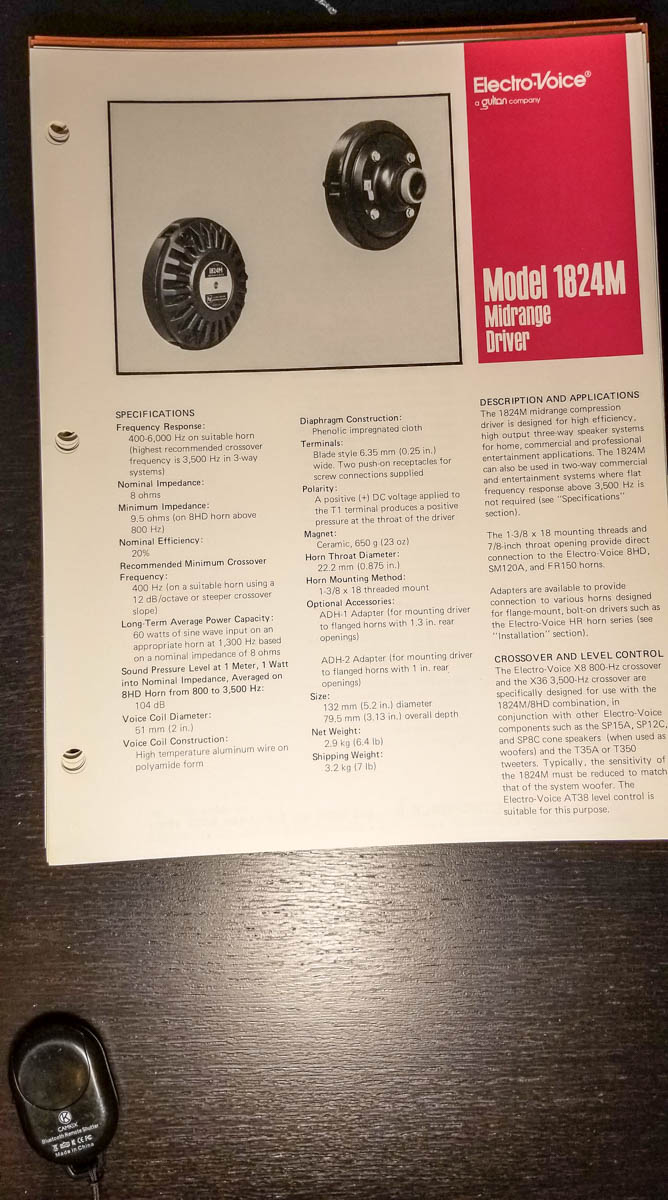 Electro-Voice®
a gultan company
Model 1824M
Midrange
Driver
1824M
SPECIFICATIONS
Frequency Response:
400-6,000 Hz on suitable horn
(highest recommended crossover
frequency is 3,500 Hz in 3-way
systems)
Nominal Impedance:
8 ohms
Minimum Impedance:
9.5 ohms (on 8HD horn above
800 Hz)
Nominal Efficiency:
20%
Recommended Minimum Crossover
Frequency:
400 Hz (on a suitable horn using a
12 dB/octave or steeper crossover
slope)
Long-Term Average Power Capacity:
60 watts of sine wave input on an
appropriate horn at 1,300 Hz based
on a nominal impedance of 8 ohms
Sound Pressure Level at 1 Meter, 1 Watt
into Nominal Impedance, Averaged on
8HD Horn from 800 to 3,500 Hz:
104 dB
Voice Coil Diameter:
51 mm (2 in.)
Voice Coil Construction:
High temperature aluminum wire on
polyamide form
Diaphragm Construction:
Phenolic impregnated cloth
Terminals:
Blade style 6.35 mm (0.25 in.)
wide. Two push-on receptacles for
screw connections supplied
Polarity:
A positive (+) DC voltage applied to
the T1 terminal produces a positive
pressure at the throat of the driver
Magnet:
Ceramic, 650 g (23 oz)
Horn Throat Diameter:
22.2 mm (0.875 in.)
Horn Mounting Method:
1-3/8 x 18 threaded mount
Optional Accessories:
ADH-1 Adapter (for mounting driver
to flanged horns with 1.3 in. rear
openings)
ADH-2 Adapter (for mounting driver
to flanged horns with 1 in. rear
openings)
Size:
132 mm (5.2 in.) diameter
79.5 mm (3.13 in.) overall depth
Net Weight:
2.9 kg (6.4 lb)
Shipping Weight:
3.2 kg (7 lb)
DESCRIPTION AND APPLICATIONS
The 1824M midrange compression
driver is designed for high efficiency,
high output three-way speaker systems
for home, commercial and professional
entertainment applications. The 1824M
can also be used in two-way commercial
and entertainment systems where flat
frequency response above 3,500 Hz is
not required (see "Specifications"
section).
The 1-3/8 x 18 mounting threads and
7/8-inch throat opening provide direct
connection to the Electro-Voice 8HD,
SM120A, and FR150 horns.
Adapters are available to provide
connection to various horns designed
for flange-mount, bolt-on drivers such as
the Electro-Voice HR horn series (see
"Installation" section).
CROSSOVER AND LEVEL CONTROL
The Electro-Voice X8 800-Hz crossover
and the X36 3,500-Hz crossover are
specifically designed for use with the
1824M/8HD combination, in
conjunction with other Electro-Voice
components such as the SP15A, SP12C,
and SP8C cone speakers (when used as
woofers) and the T35A or T350
tweeters. Typically, the sensitivity of
the 1824M must be reduced to match
that of the system woofer. The
Electro-Voice AT38 level control is
suitable for this purpose.
CAMKIX
Bluetooth Remote Shutter
CE FC
Made in China